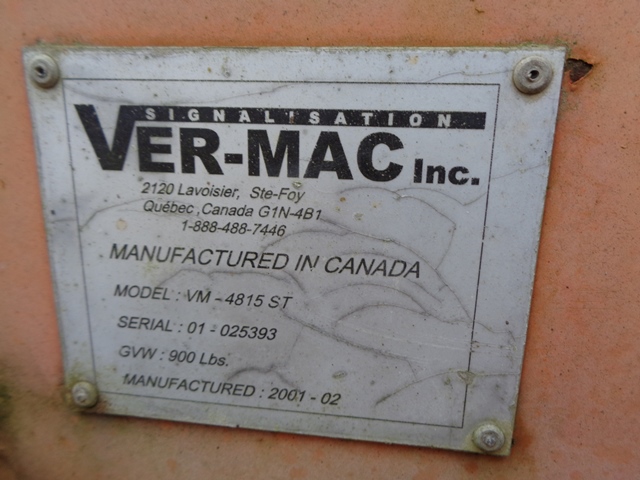 SIGNALISATION
VER-MAC Inc.
2120 Lavoisier, Ste-Foy
Québec, Canada G1N-4B1
1-888-488-7446
MANUFACTURED IN CANADA
MODEL : VM - 4815 ST
SERIAL : 01 - 025393
GVW : 900 Lbs.
MANUFACTURED : 2001 - 02